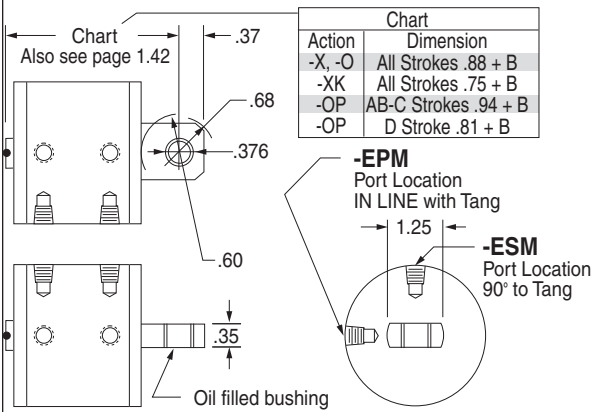 Chart
Also see page 1.42
.37
.68
.376
.60
Chart
Action Dimension
-X, -O All Strokes .88 + B
-XK All Strokes .75 + B
-OP AB-C Strokes .94 + B
-OP D Stroke .81 + B
-EPM
Port Location
IN LINE with Tang
1.25
-ESM
Port Location
90° to Tang
.35
Oil filled bushing